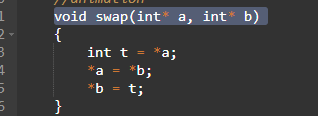 void swap(int* a, int* b)
{
int t = *a;
*a = *b;
*b = t;
}